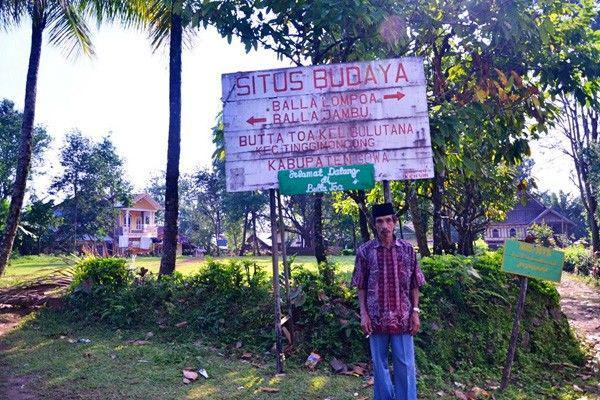 SITUS BUDAYA
BALLA LOMPOA
BALLA JAMBU
BUTTA TOA KEL BULUTANA
KEC TINGGIMONCONG
KABUPATEN GOWA
Selamat Datang
di
Butta Toa